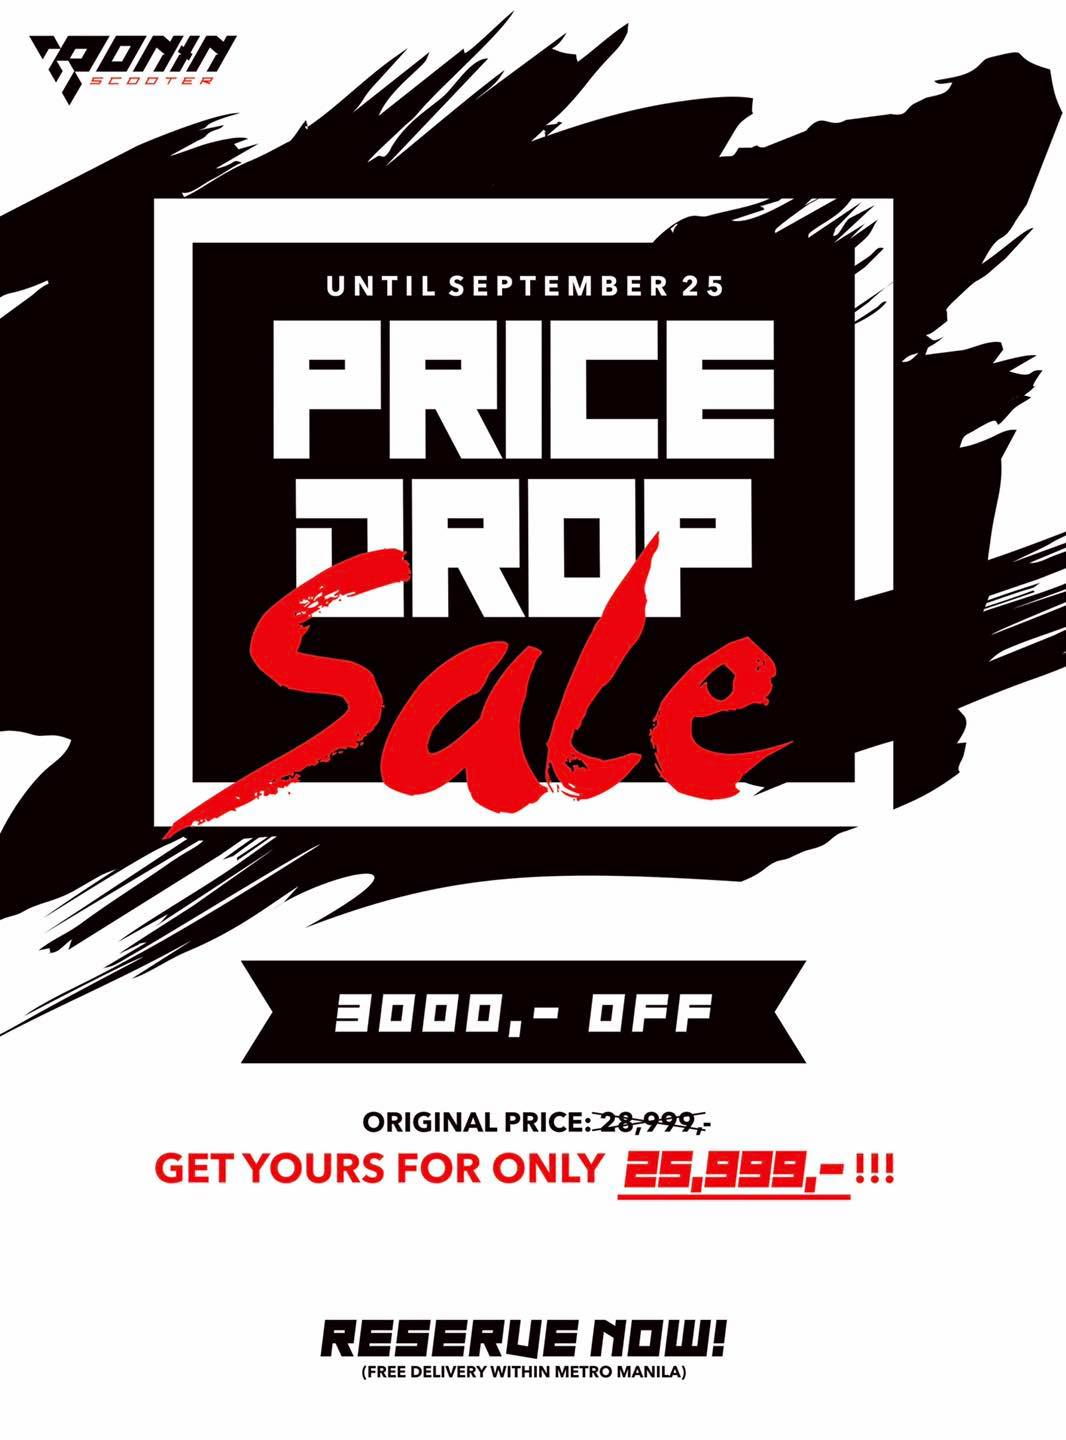 RONIN
SCOOTER
UNTIL SEPTEMBER 25
PRICE
DROP
Sale
3000,- OFF
ORIGINAL PRICE: 28,999,-
GET YOURS FOR ONLY 25,999,-!!!
RESERVE NOW!
(FREE DELIVERY WITHIN METRO MANILA)